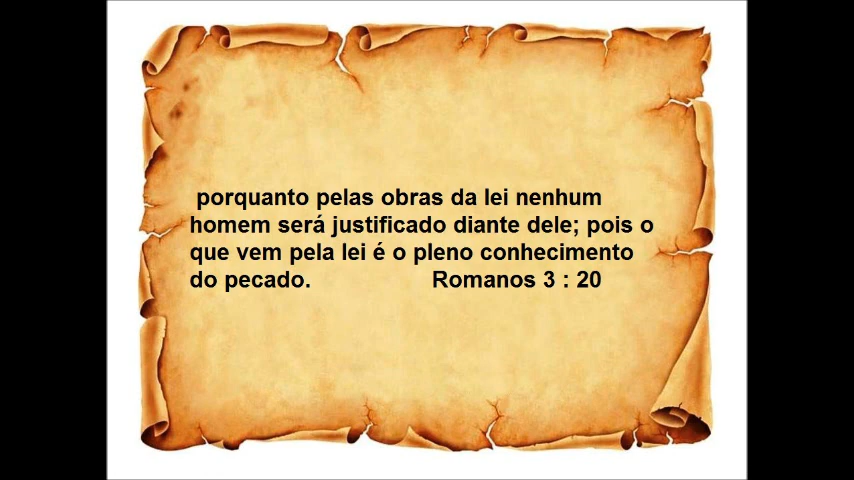 porquanto pelas obras da lei nenhum
homem será justificado diante dele; pois o
que vem pela lei é o pleno conhecimento
do pecado. Romanos 3 : 20